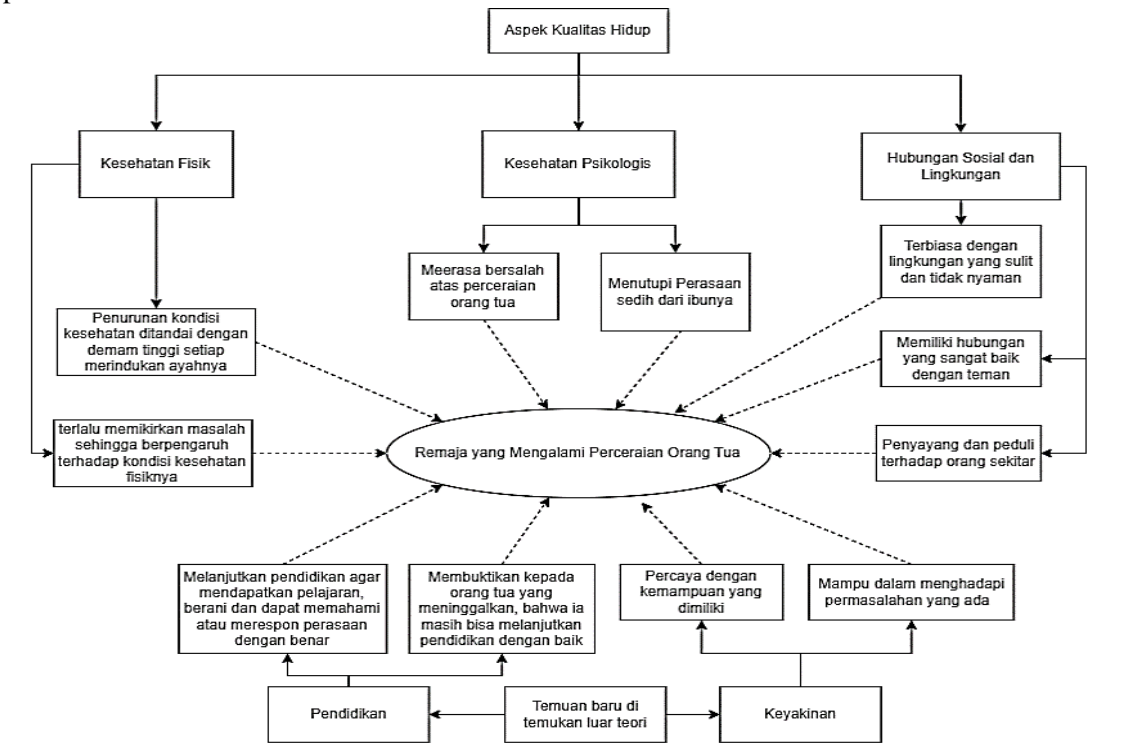 Aspek Kualitas Hidup
Kesehatan Fisik
Kesehatan Psikologis
Hubungan Sosial dan
Lingkungan
Meerasa bersalah
atas perceraian
orang tua
Menutupi Perasaan
sedih dari ibunya
Terbiasa dengan
lingkungan yang sulit
dan tidak nyaman
Penurunan kondisi
kesehatan ditandai dengan
demam tinggi setiap
merindukan ayahnya
Memiliki hubungan
yang sangat baik
dengan teman
terlalu memikirkan masalah
sehingga berpengaruh
terhadap kondisi kesehatan
fisiknya
Remaja yang Mengalami Perceraian Orang Tua
Penyayang dan peduli
terhadap orang sekitar
Melanjutkan pendidikan agar
mendapatkan pelajaran,
berani dan dapat memahami
atau merespon perasaan
dengan benar
Membuktikan kepada
orang tua yang
meninggalkan, bahwa ia
masih bisa melanjutkan
pendidikan dengan baik
Percaya dengan
kemampuan yang
dimiliki
Mampu dalam menghadapi
permasalahan yang ada
Pendidikan
Temuan baru di
temukan luar teori
Keyakinan